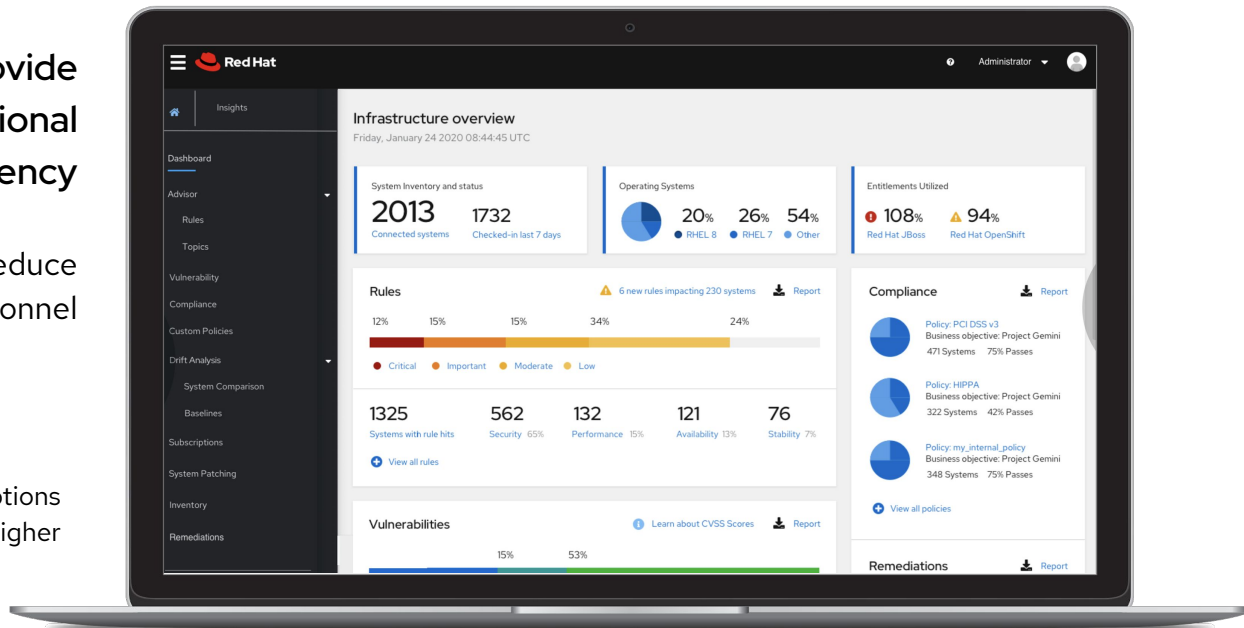 ovide
ional
ency
educe
onnel
ptions
igher
Red Hat
Administrator
Insights
Dashboard
Advisor
Rules
Topics
Vulnerability
Compliance
Custom Policies
Drift Analysis
System Comparison
Baselines
Subscriptions
System Patching
Inventory
Remediations
Infrastructure overview
Friday, January 24 2020 08:44:45 UTC
System Inventory and status
2013 1732
Connected systems Checked-in last 7 days
Operating Systems
20% 26% 54%
RHEL 8 RHEL 7 Other
Entitlements Utilized
108% 94%
Red Hat JBoss Red Hat OpenShift
Rules 6 new rules impacting 230 systems Report
12% 15% 15% 34% 24%
Critical Important Moderate Low
1325 562 132 121 76
Systems with rule hits Security 65% Performance 15% Availability 13% Stability 7%
View all rules
Compliance Report
Policy: PCI DSS v3
Business objective: Project Gemini
471 Systems 75% Passes
Policy: HIPPA
Business objective: Project Gemini
322 Systems 42% Passes
Policy: my_internal_policy
Business objective: Project Gemini
348 Systems 75% Passes
View all policies
Vulnerabilities Learn about CVSS Scores Report
15% 53%
Remediations Report